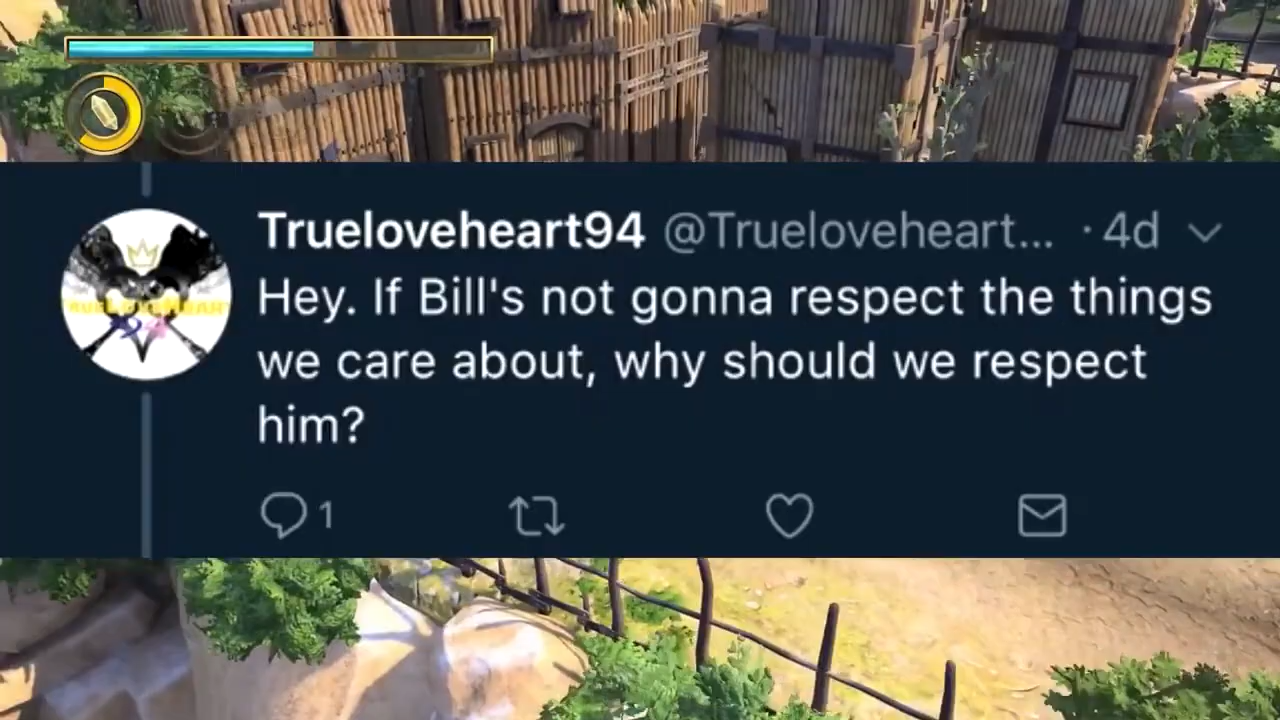 Trueloveheart94 @Trueloveheart... · 4d
Hey. If Bill's not gonna respect the things
we care about, why should we respect
him?
1